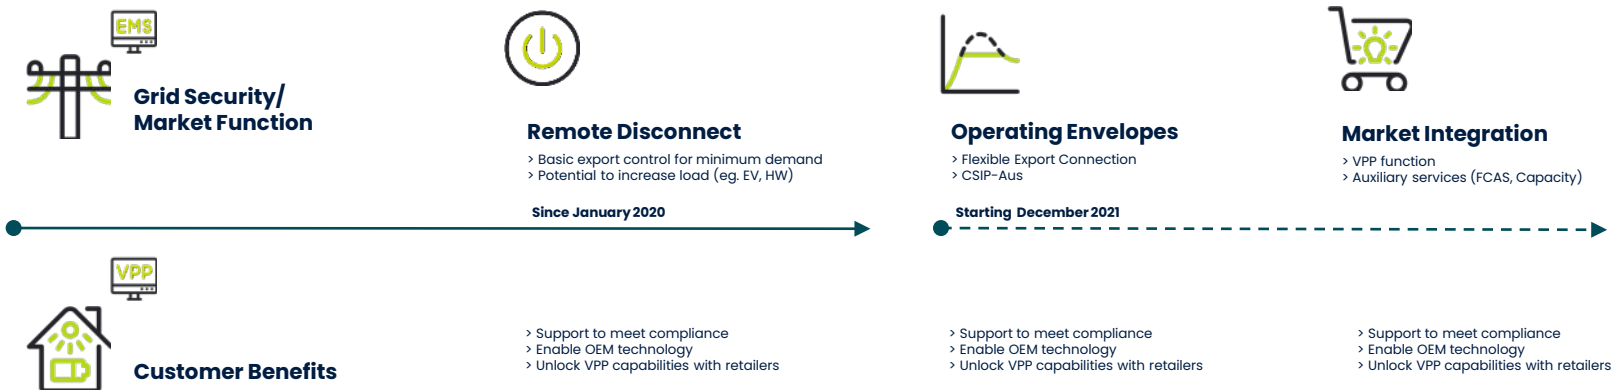 EMS
Grid Security/
Market Function
Remote Disconnect
> Basic export control for minimum demand
> Potential to increase load (eg. EV, HW)
Since January 2020
Operating Envelopes
> Flexible Export Connection
> CSIP-Aus
Starting December 2021
Market Integration
> VPP function
> Auxiliary services (FCAS, Capacity)
VPP
Customer Benefits
> Support to meet compliance
> Enable OEM technology
> Unlock VPP capabilities with retailers
> Support to meet compliance
> Enable OEM technology
> Unlock VPP capabilities with retailers
> Support to meet compliance
> Enable OEM technology
> Unlock VPP capabilities with retailers